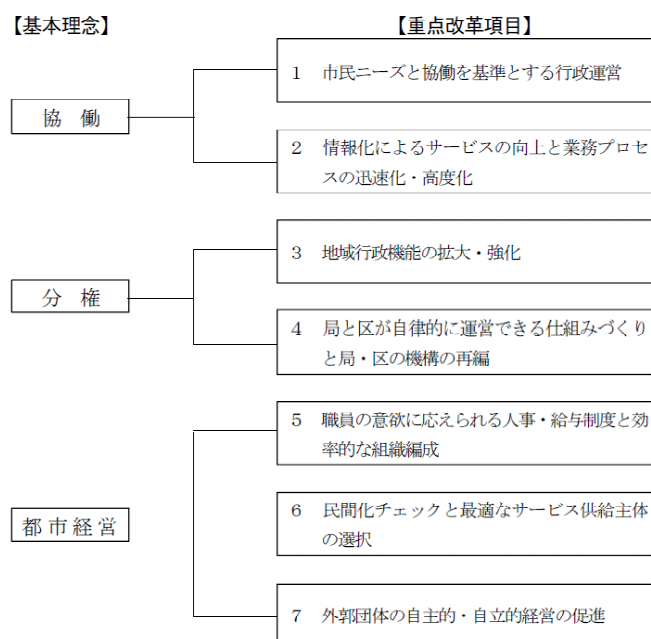 【基本理念】
【重点改革項目】
協働
1 市民ニーズと協働を基準とする行政運営
2 情報化によるサービスの向上と業務プロセ
スの迅速化・高度化
分権
3 地域行政機能の拡大・強化
4 局と区が自律的に運営できる仕組みづくり
と局・区の機構の再編
都市経営
5 職員の意欲に応えられる人事・給与制度と効
率的な組織編成
6 民間化チェックと最適なサービス供給主体
の選択
7 外郭団体の自主的・自立的経営の促進